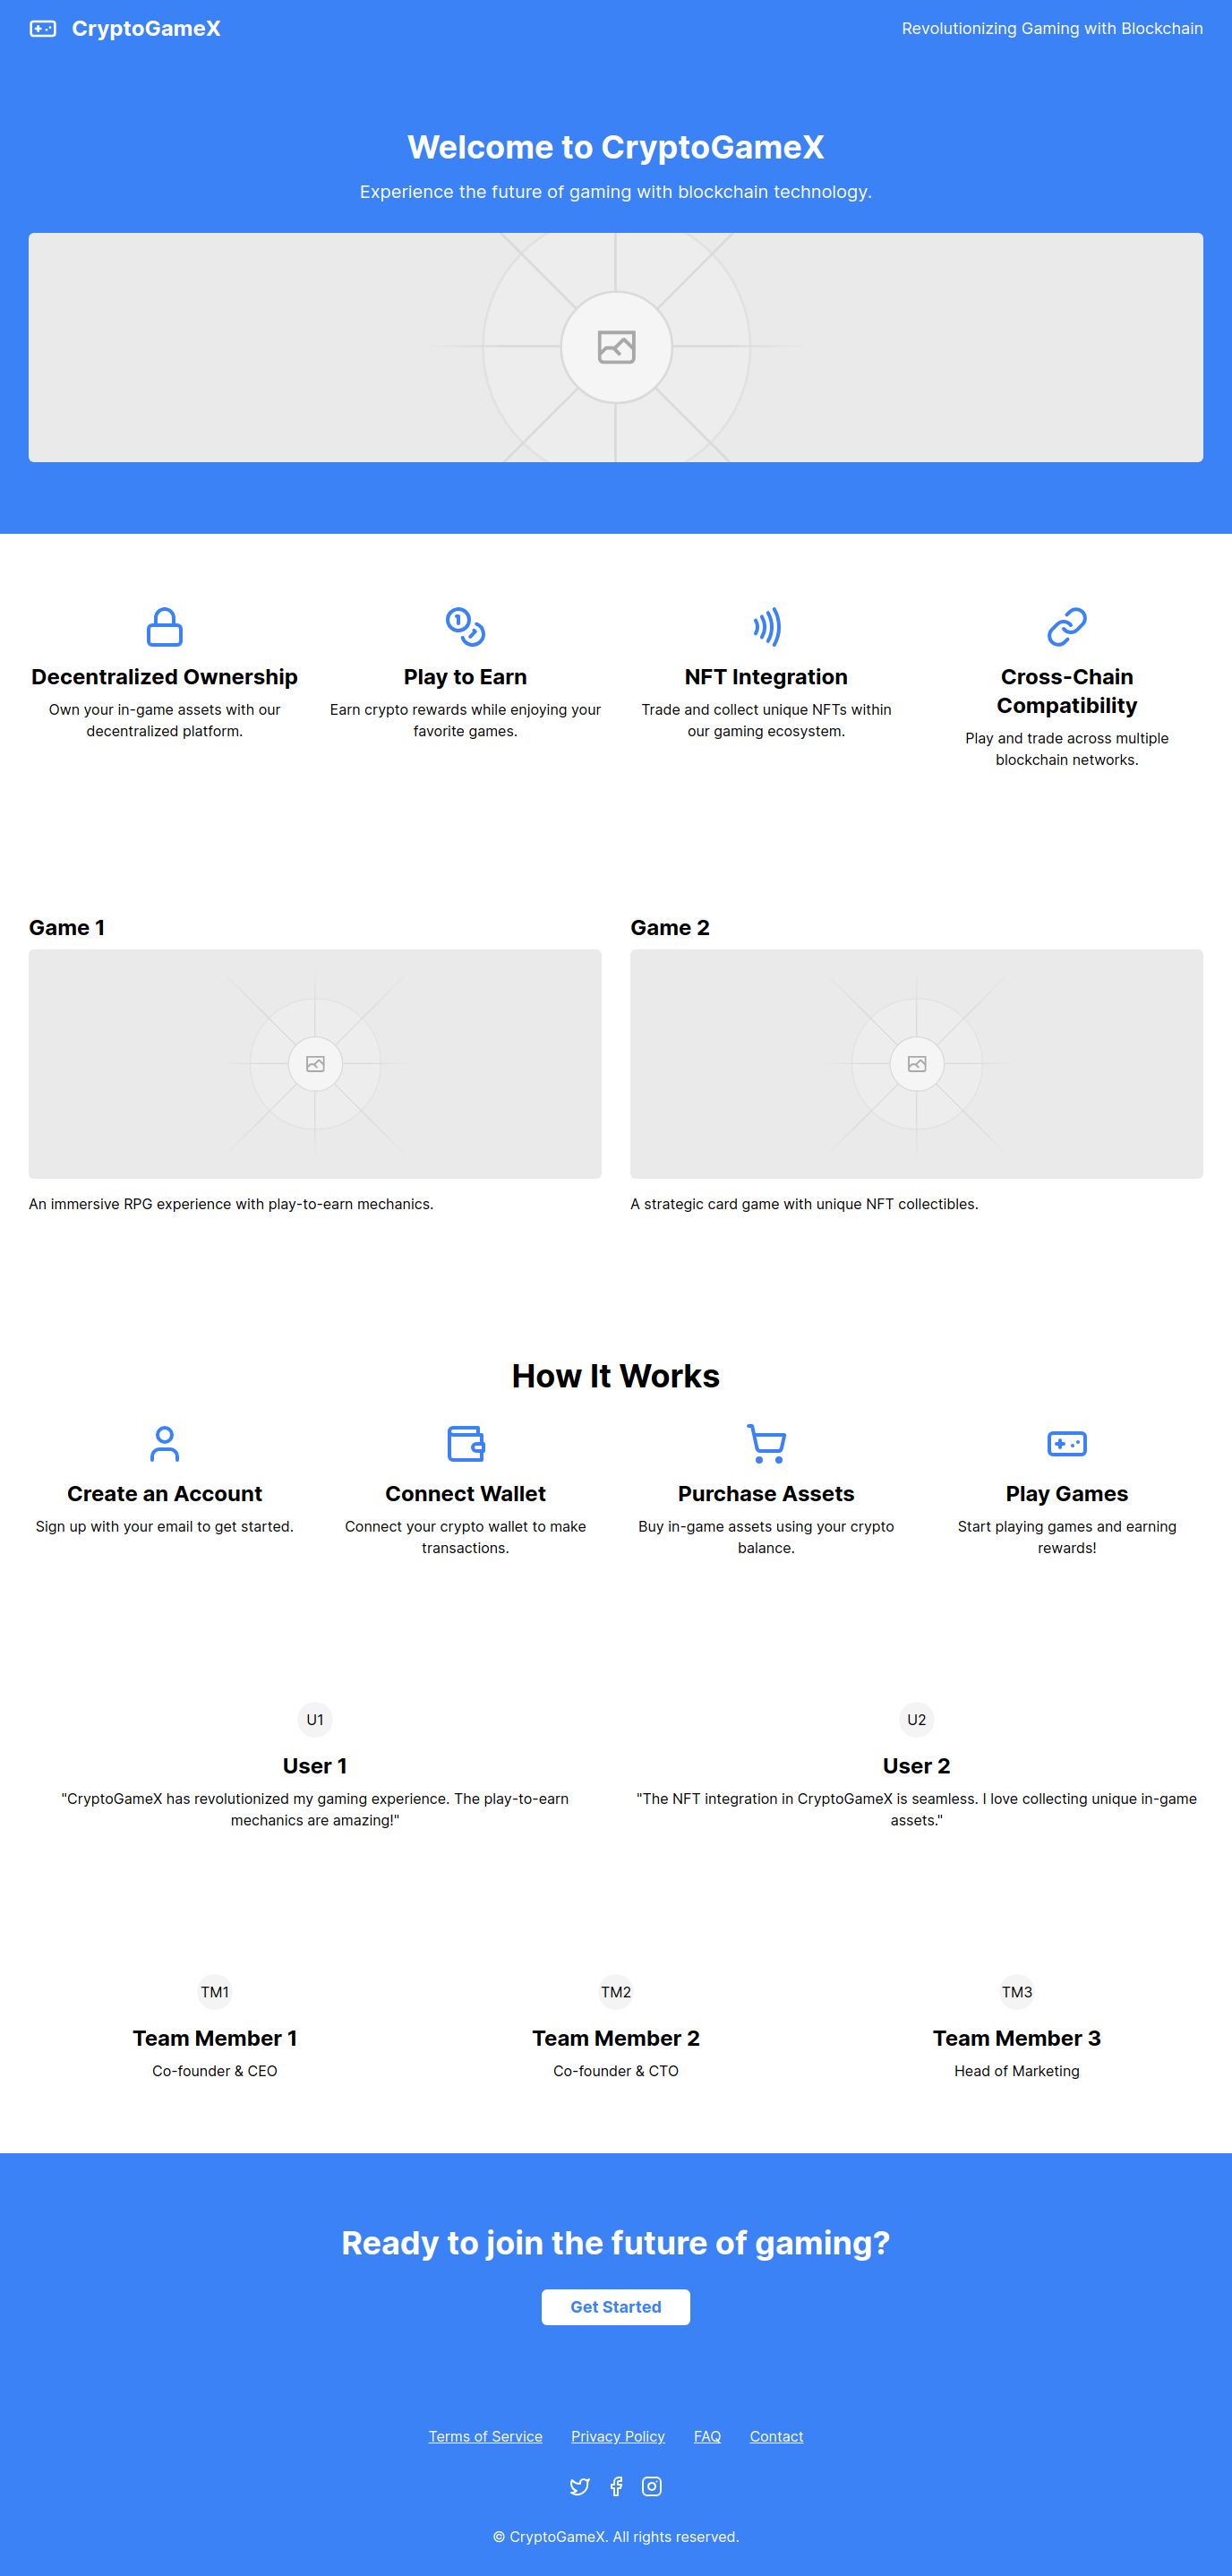 CryptoGameX
Revolutionizing Gaming with Blockchain
Welcome to CryptoGameX
Experience the future of gaming with blockchain technology.
Decentralized Ownership
Own your in-game assets with our
decentralized platform.
Play to Earn
Earn crypto rewards while enjoying your
favorite games.
NFT Integration
Trade and collect unique NFTs within
our gaming ecosystem.
Cross-Chain
Compatibility
Play and trade across multiple
blockchain networks.
Game 1
An immersive RPG experience with play-to-earn mechanics.
Game 2
A strategic card game with unique NFT collectibles.
How It Works
Create an Account
Sign up with your email to get started.
Connect Wallet
Connect your crypto wallet to make
transactions.
Purchase Assets
Buy in-game assets using your crypto
balance.
Play Games
Start playing games and earning
rewards!
U1
User 1
"CryptoGameX has revolutionized my gaming experience. The play-to-earn
mechanics are amazing!"
U2
User 2
"The NFT integration in CryptoGameX is seamless. I love collecting unique in-game
assets."
TM1
Team Member 1
Co-founder & CEO
TM2
Team Member 2
Co-founder & CTO
TM3
Team Member 3
Head of Marketing
Ready to join the future of gaming?
Get Started
Terms of Service
Privacy Policy
FAQ
Contact
© CryptoGameX. All rights reserved.